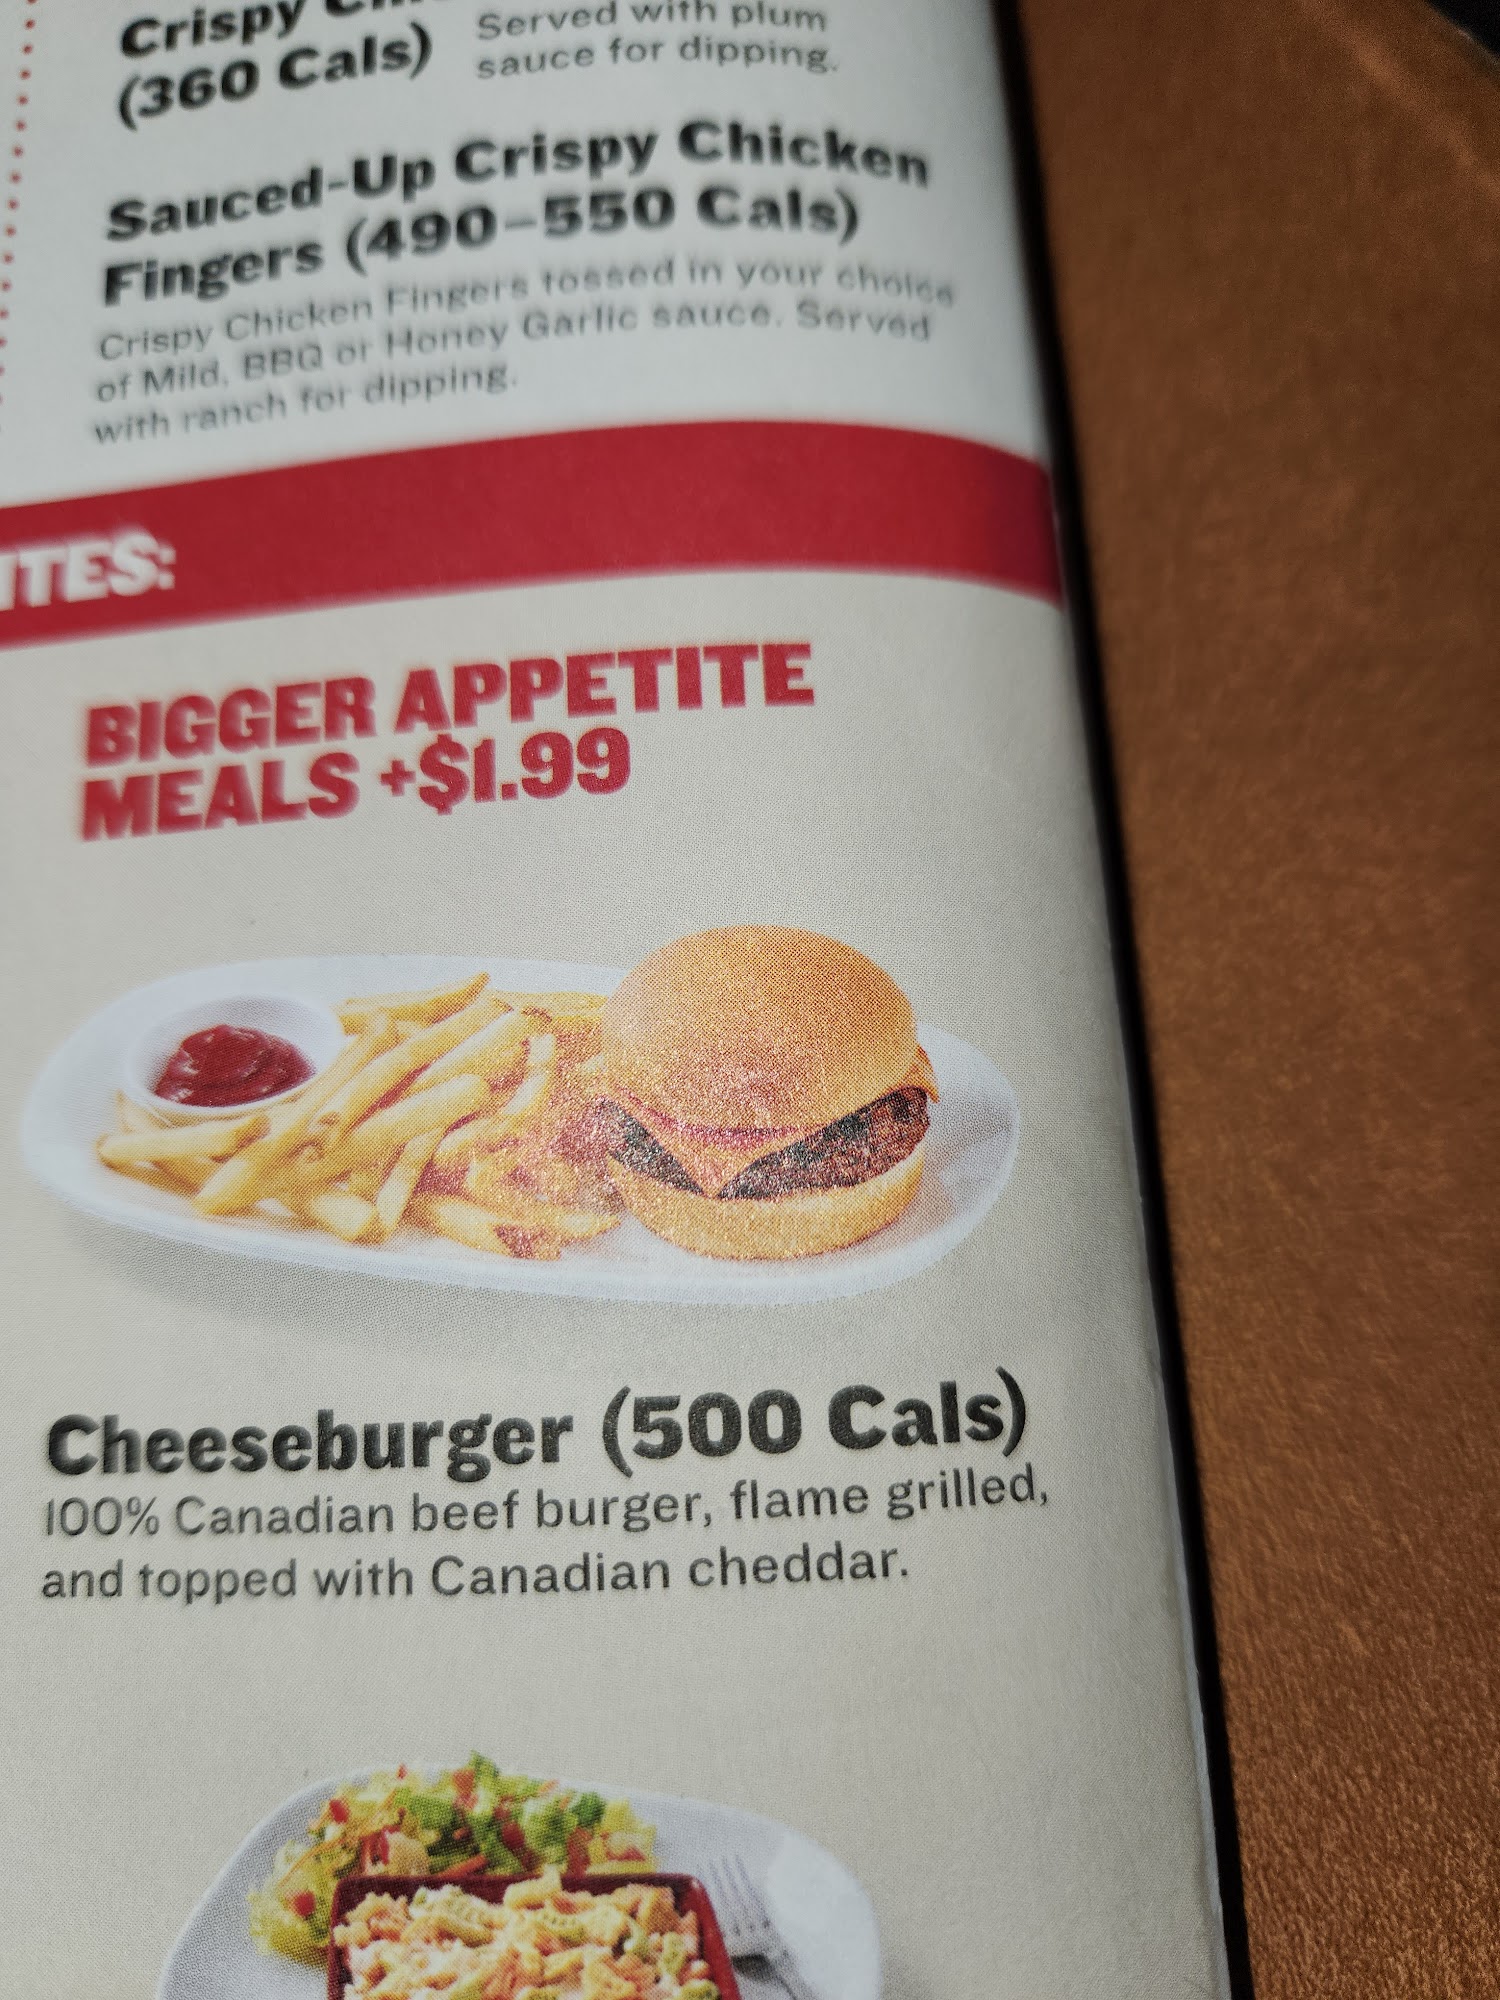 Crispy
(360 Cals)
Served with plum
sauce for dipping.
Sauced-Up Crispy Chicken
Fingers (490–550 Cals)
Crispy Chicken Fingers tossed in your choice
of Mild, BBQ or Honey Garlic sauce. Served
with ranch for dipping.
ITES:
BIGGER APPETITE
MEALS +$1.99
Cheeseburger (500 Cals)
100% Canadian beef burger, flame grilled,
and topped with Canadian cheddar.